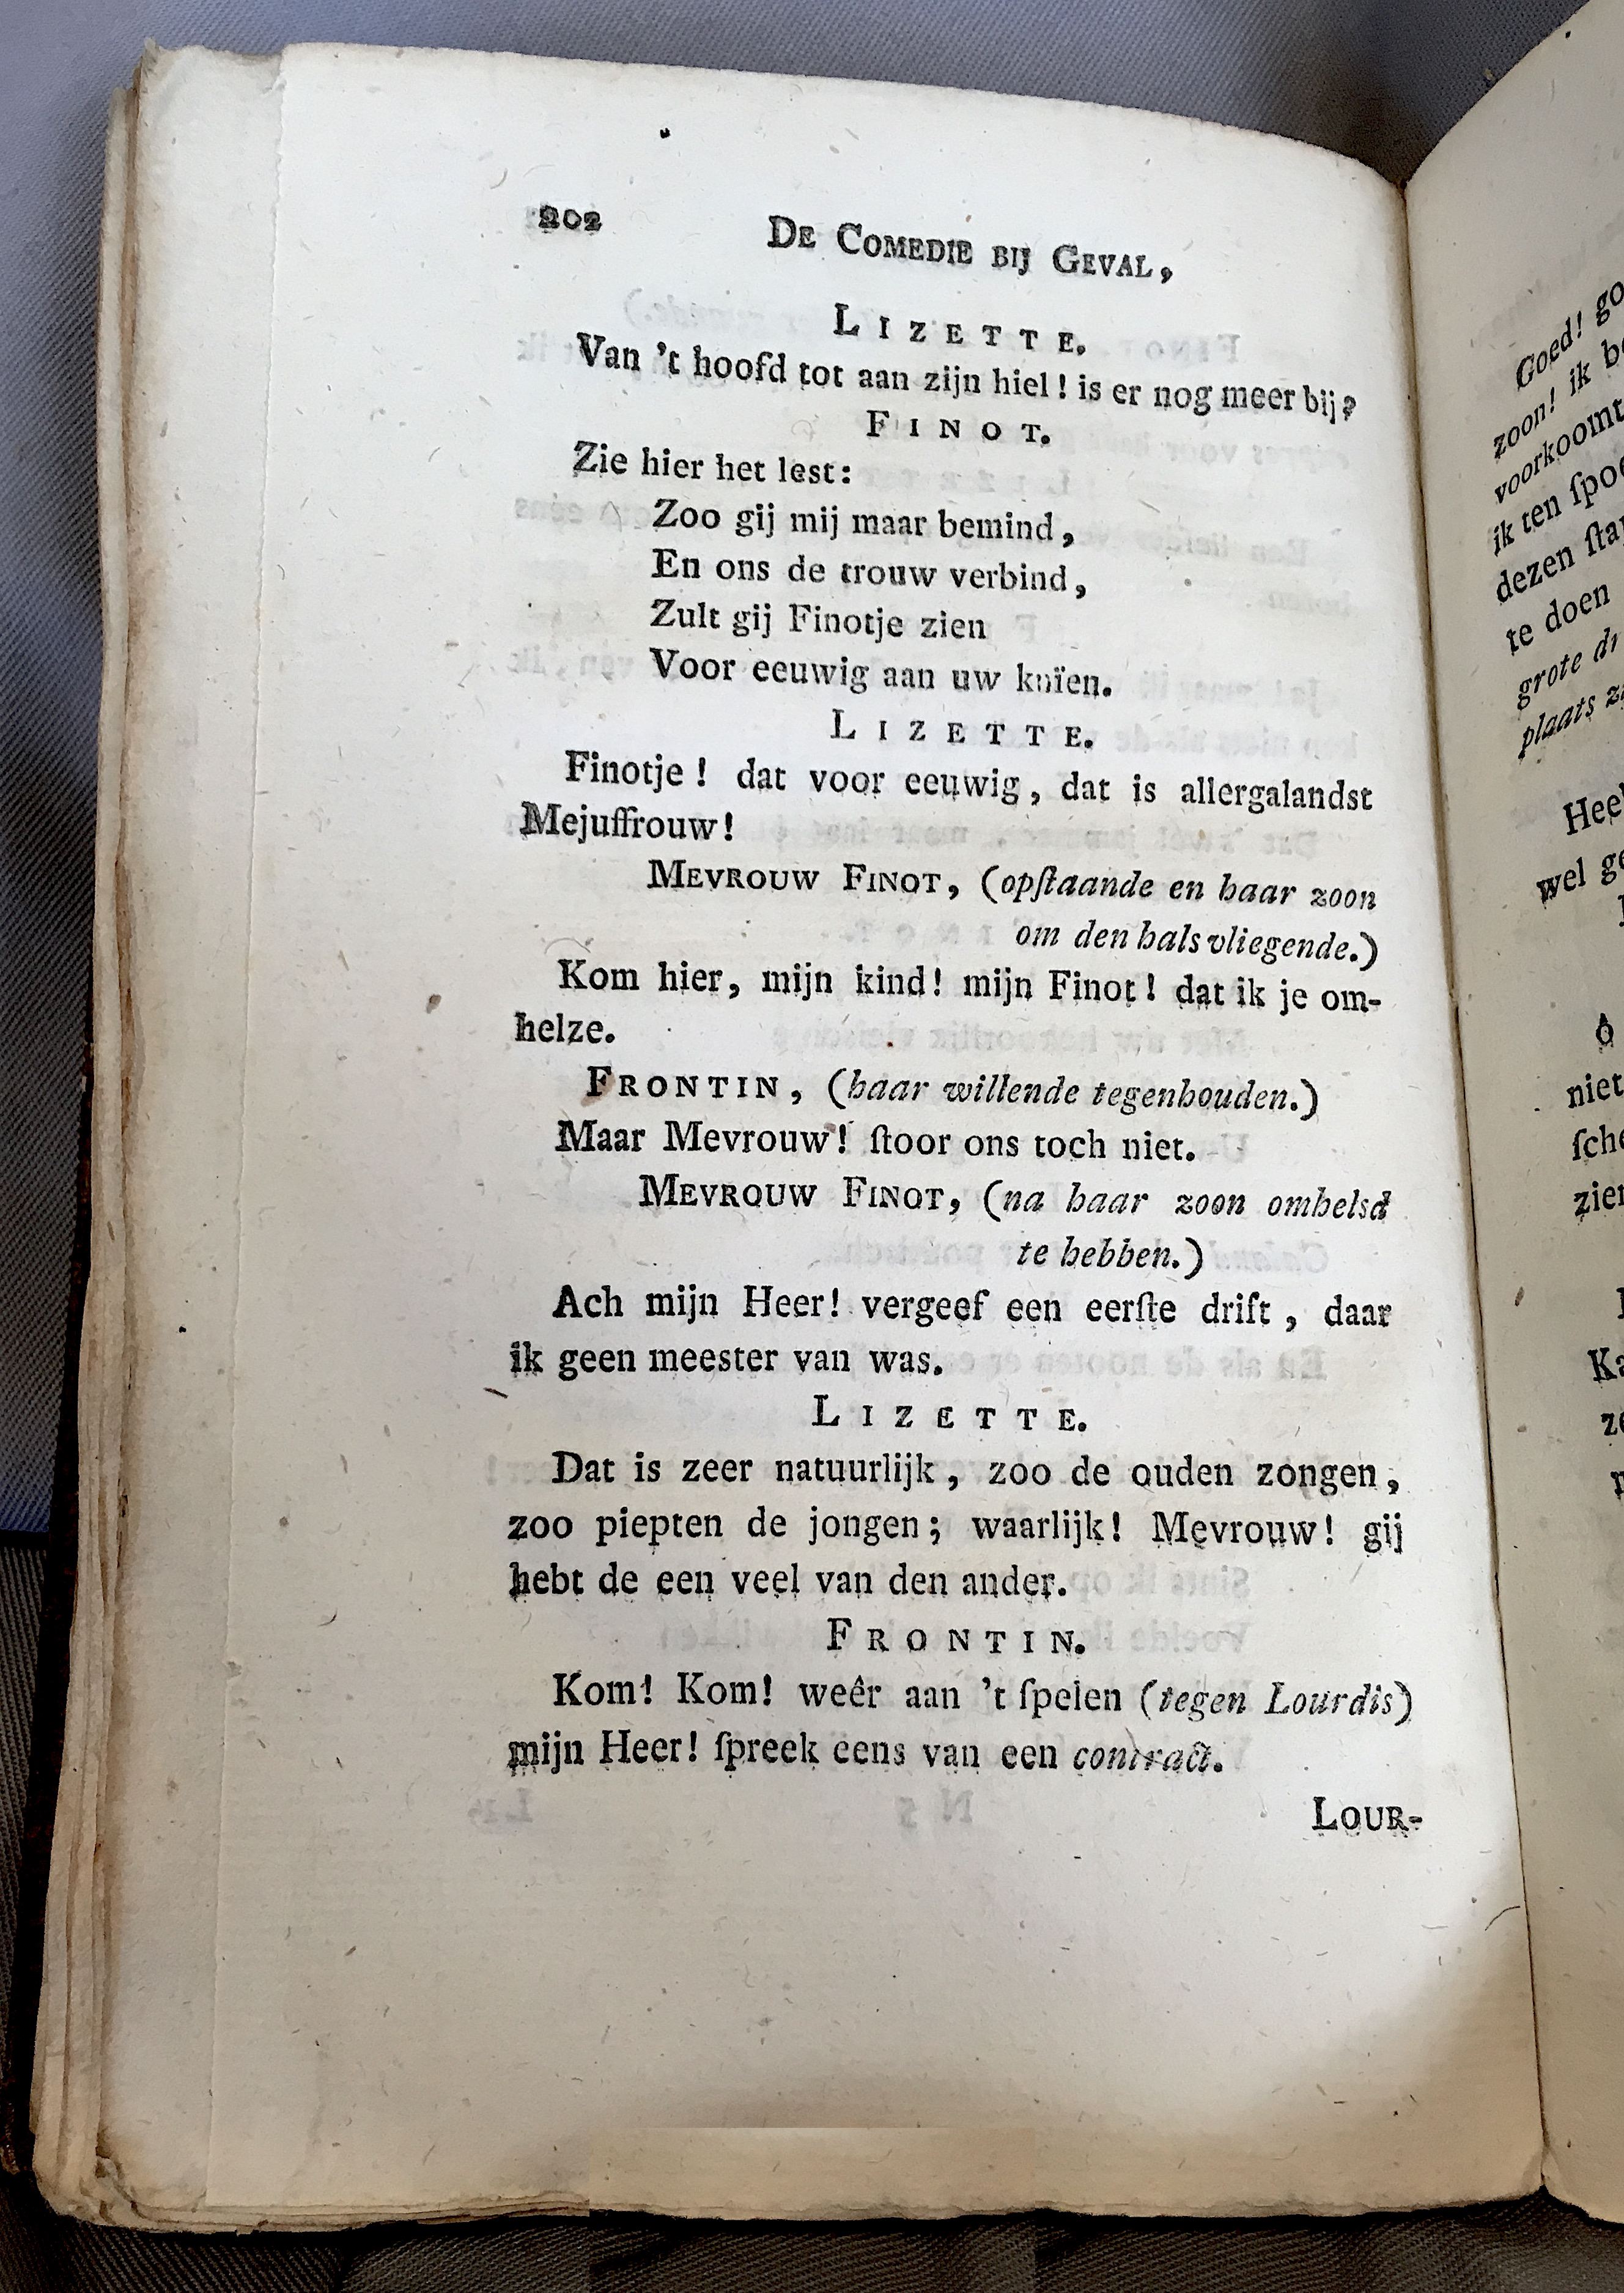 202 DE COMEDIE BIJ GEVAL,
LIZETTE.
Van 't hoofd tot aan zijn hiel! is er nog meer bij?
FINOT.
Zie hier het lest:
Zoo gij mij maar bemind,
En ons de trouw verbind,
Zult gij Finotje zien
Voor eeuwig aan uw knïen.
LIZETTE.
Finotje! dat voor eeuwig, dat is allergalandst
Mejuffrouw!
MEVROUW FINOT, (opſtaande en haar zoon
om den hals vliegende.)
Kom hier, mijn kind! mijn Finot! dat ik je om-
helze.
FRONTIN, (haar willende tegenhouden.)
Maar Mevrouw! ſtoor ons toch niet.
MEVROUW FINOT, (na haar zoon omhelsd
te hebben.)
Ach mijn Heer! vergeef een eerſte drift, daar
ik geen meester van was.
LIZETTE.
Dat is zeer natuurlijk, zoo de ouden zongen,
zoo piepten de jongen; waarlijk! Mevrouw! gij
hebt de een veel van den ander.
FRONTIN.
Kom! Kom! weêr aan 't ſpelen (tegen Lourdis)
mijn Heer! ſpreek eens van een contract.
LOUR-
Goed!
zoon! ik
voorkoomt
ik ten
dezen
te doen
grote
plaats
wel
ô
niet